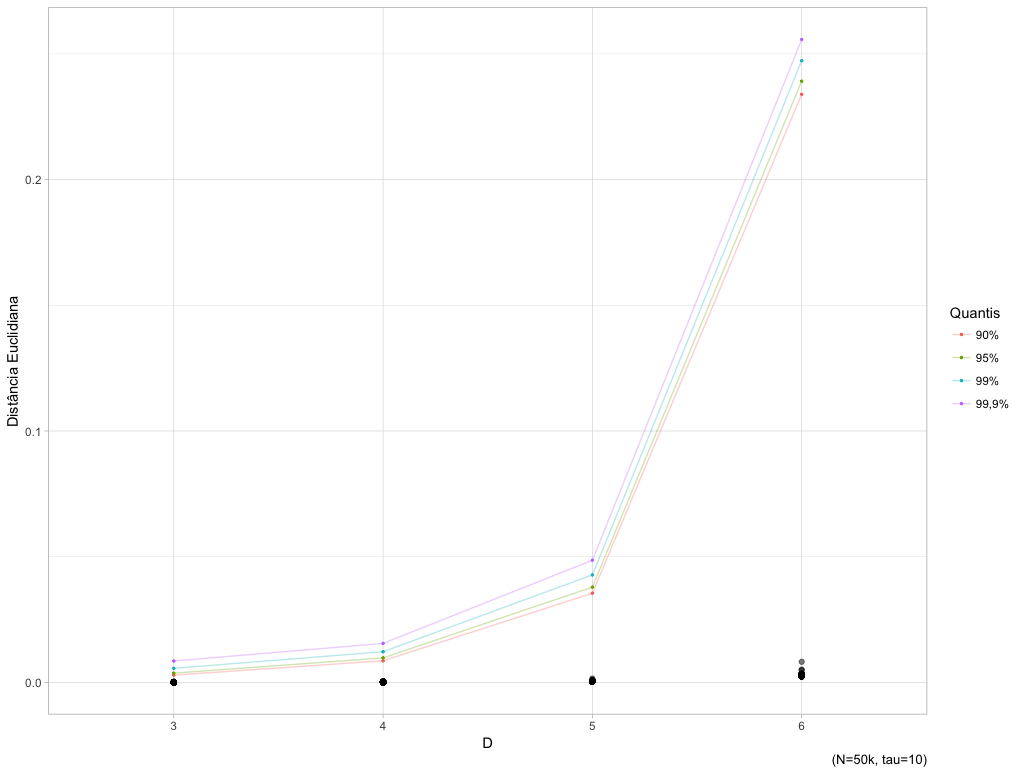 Distância Euclidiana
0.2
0.1
0.0
3 4 5 6
D
(N=50k, tau=10)
Quantis
90%
95%
99%
99,9%